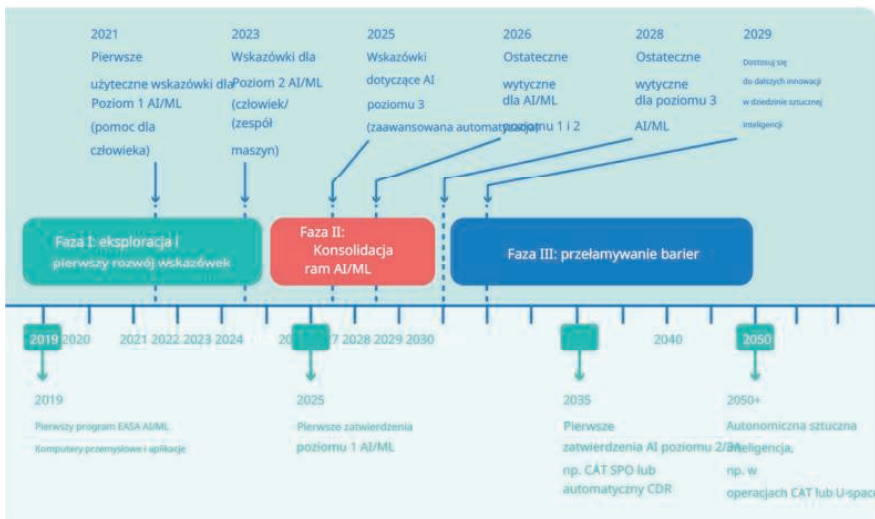 2021
Pierwsze
użyteczne wskazówki dla
Poziom 1 AI/ML
(pomoc dla
człowieka)
2023
Wskazówki dla
Poziom 2 AI/ML
(człowiek/
(zespół
maszyn)
2025
Wskazówki
dotyczące AI
poziomu 3
(zaawansowana automatyzacja)
2026
Ostateczne
wytyczne
dla AI/ML
poziomu 1 i 2
2028
Ostateczne
wytyczne
dla poziomu 3
AI/ML
2029
Dostosuj się
do dalszych innowacji
w dziedzinie sztucznej
inteligencji
Faza I: eksploracja i
pierwszy rozwój wskazówek
Faza II:
Konsolidacja
ram AI/ML
Faza III: przełamywanie barier
2019 2020 2021 2022 2023 2024 2028 2029 2030 2040 2050
2019
Pierwszy program EASA AI/ML
Komputery przemysłowe i aplikacje
2025
Pierwsze zatwierdzenia
poziomu 1 AI/ML
2035
Pierwsze
zatwierdzenia AI poziomu 2/3A
np. CAT SPO lub
automatyczny CDR
2050+
Autonomiczna sztuczna
inteligencja,
np. w
operacjach CAT lub U-space